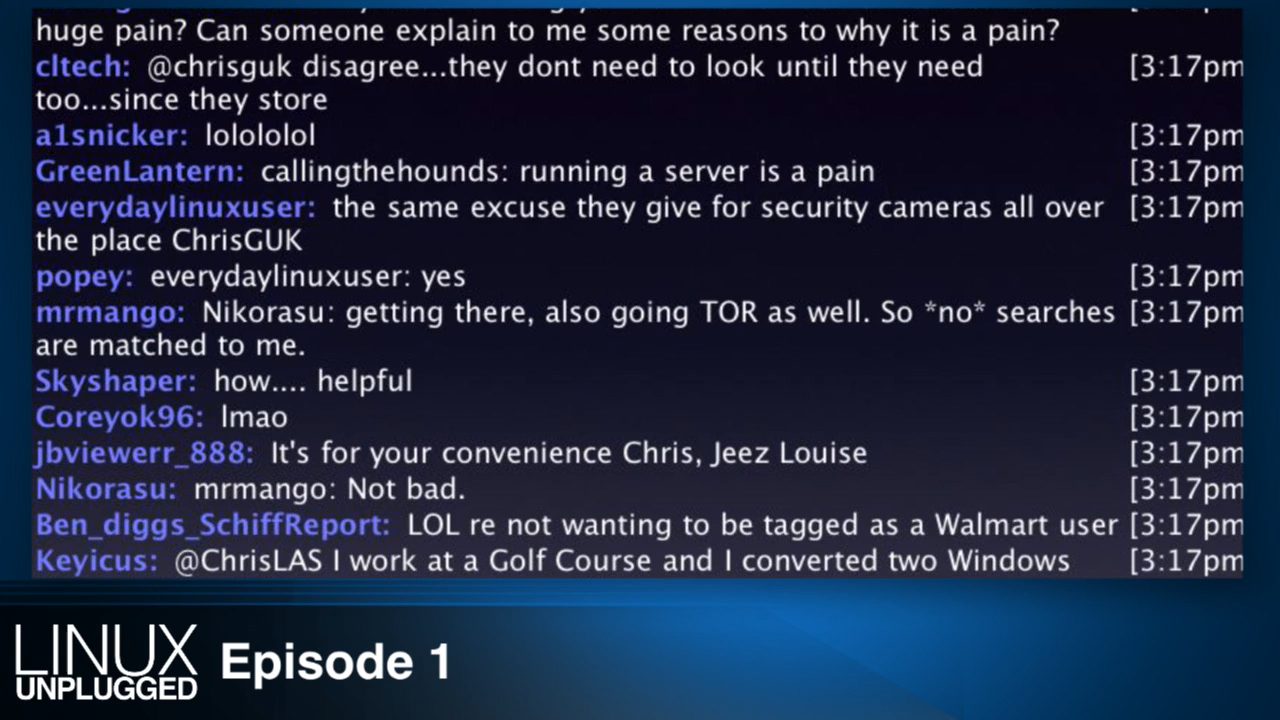 huge pain? Can someone explain to me some reasons to why it is a pain?
cltech: @chrisguk disagree...they dont need to look until they need [3:17pm
too...since they store
a1snicker: lolololol [3:17pm
GreenLantern: callingthehounds: running a server is a pain [3:17pm
everydaylinuxuser: the same excuse they give for security cameras all over [3:17pm
the place ChrisGUK
popey: everydaylinuxuser: yes [3:17pm
mrmango: Nikorasu: getting there, also going TOR as well. So *no* searches [3:17pm
are matched to me.
Skyshaper: how.... helpful [3:17pm
Coreyok96: lmao [3:17pm
jbviewerr_888: It's for your convenience Chris, Jeez Louise [3:17pm
Nikorasu: mrmango: Not bad. [3:17pm
Ben_diggs_SchiffReport: LOL re not wanting to be tagged as a Walmart user [3:17pm
Keyicus: @ChrisLAS I work at a Golf Course and I converted two Windows [3:17pm
LINUX
UNPLUGGED
Episode 1